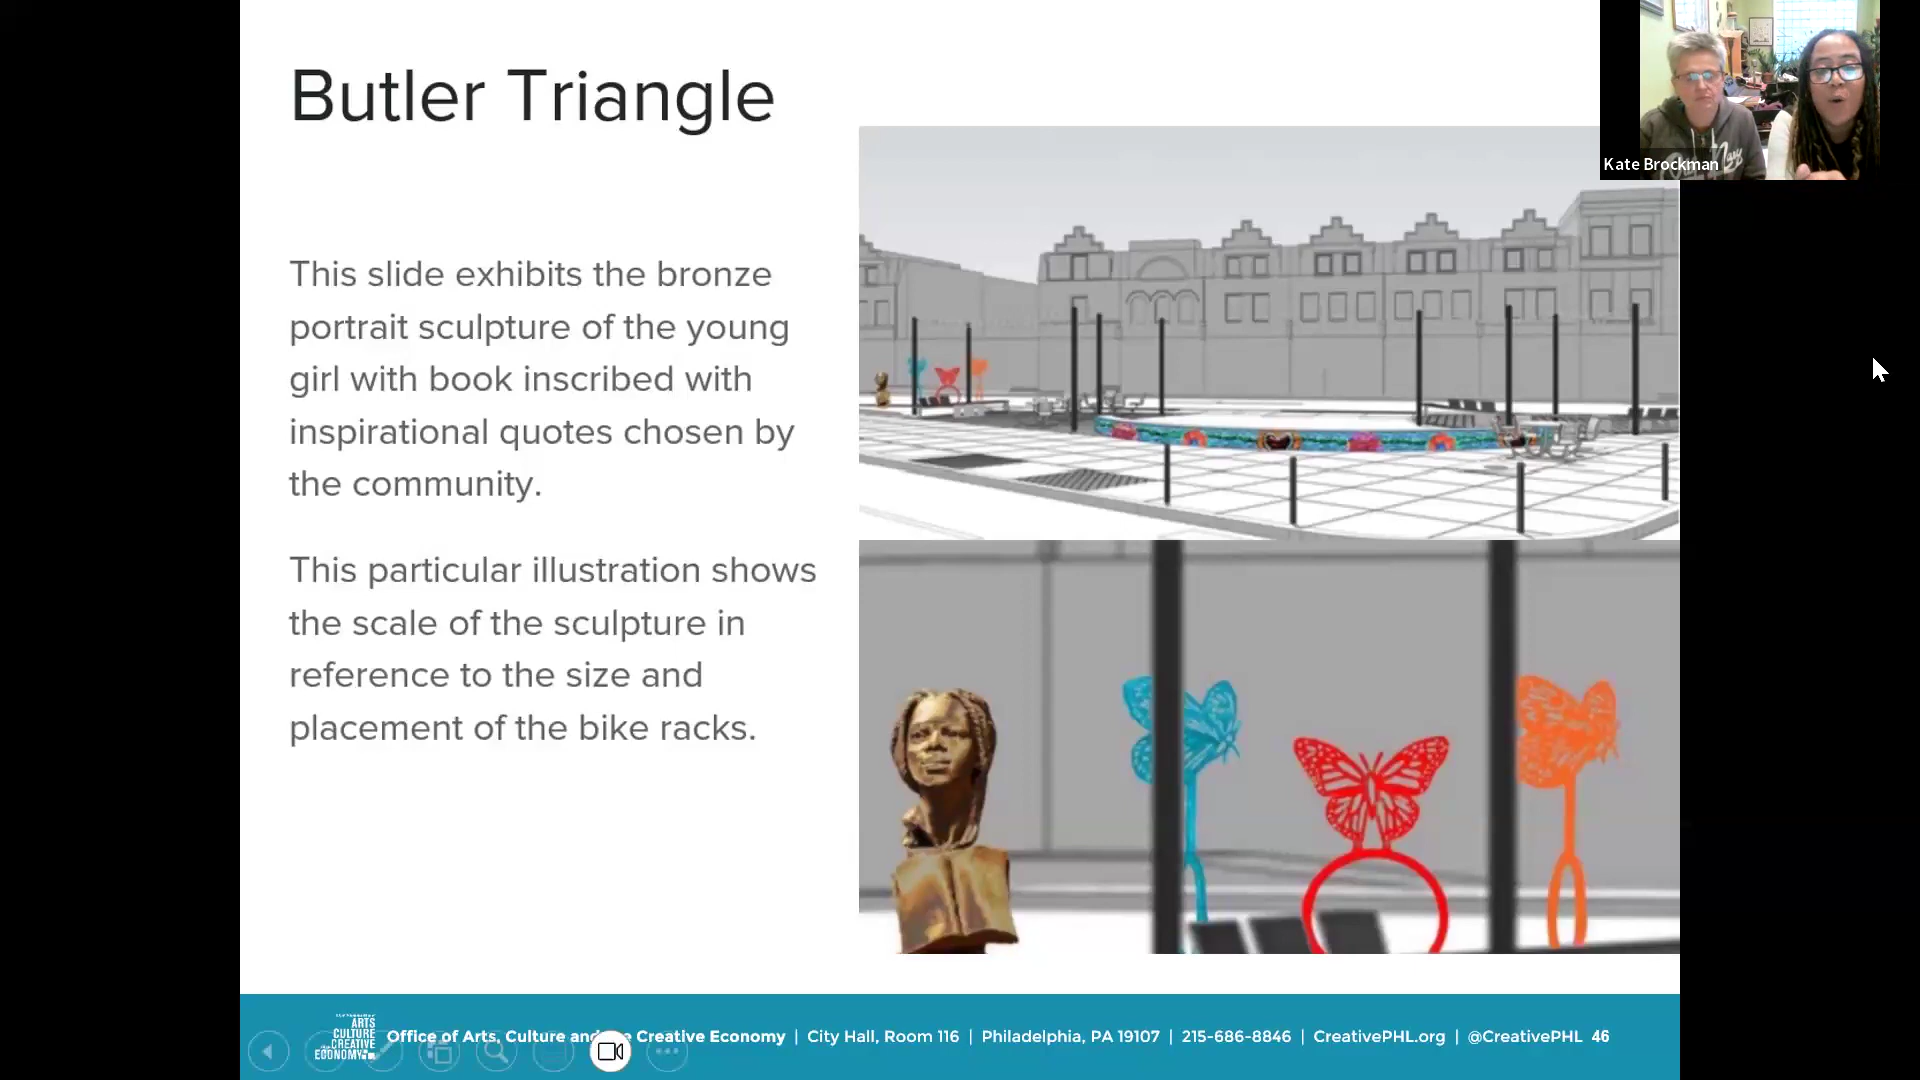 Butler Triangle
Kate Brockman
This slide exhibits the bronze
portrait sculpture of the young
girl with book inscribed with
inspirational quotes chosen by
the community.
This particular illustration shows
the scale of the sculpture in
reference to the size and
placement of the bike racks.
ARTS
CULTURE
CREATIVE
ECONOMY
Office of Arts, Culture and Creative Economy | City Hall, Room 116 | Philadelphia, PA 19107 | 215-686-8846 | CreativePHL.org | @CreativePHL 46